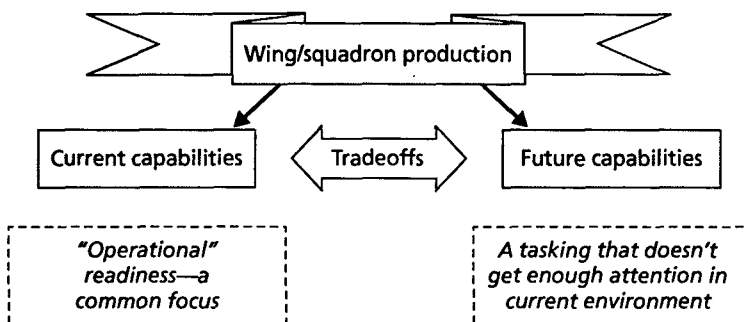 Wing/squadron production
Current capabilities
Tradeoffs
Future capabilities
"Operational"
readiness—a
common focus
A tasking that doesn't
get enough attention in
current environment